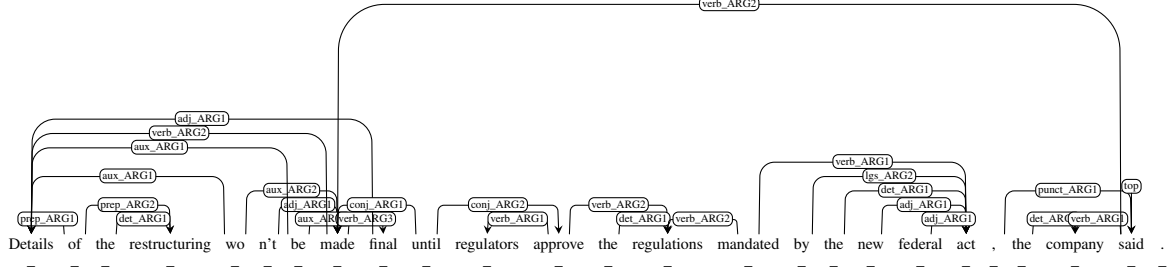 verb_ARG2
adj_ARG1
verb_ARG2
aux_ARG1
verb_ARG1
aux_ARG1 lgs_ARG2
aux_ARG2 det_ARG1 punct_ARG1 top
prep_ARG2 adj_ARG1 conj_ARG1 conj_ARG2 verb_ARG2 adj_ARG1
prep_ARG1 det_ARG1 verb_ARG3 verb_ARG1 det_ARG1 verb_ARG2 adj_ARG1 verb_ARG1
Details of the restructuring wo n't be made final until regulators approve the regulations mandated by the new federal act , the company said .